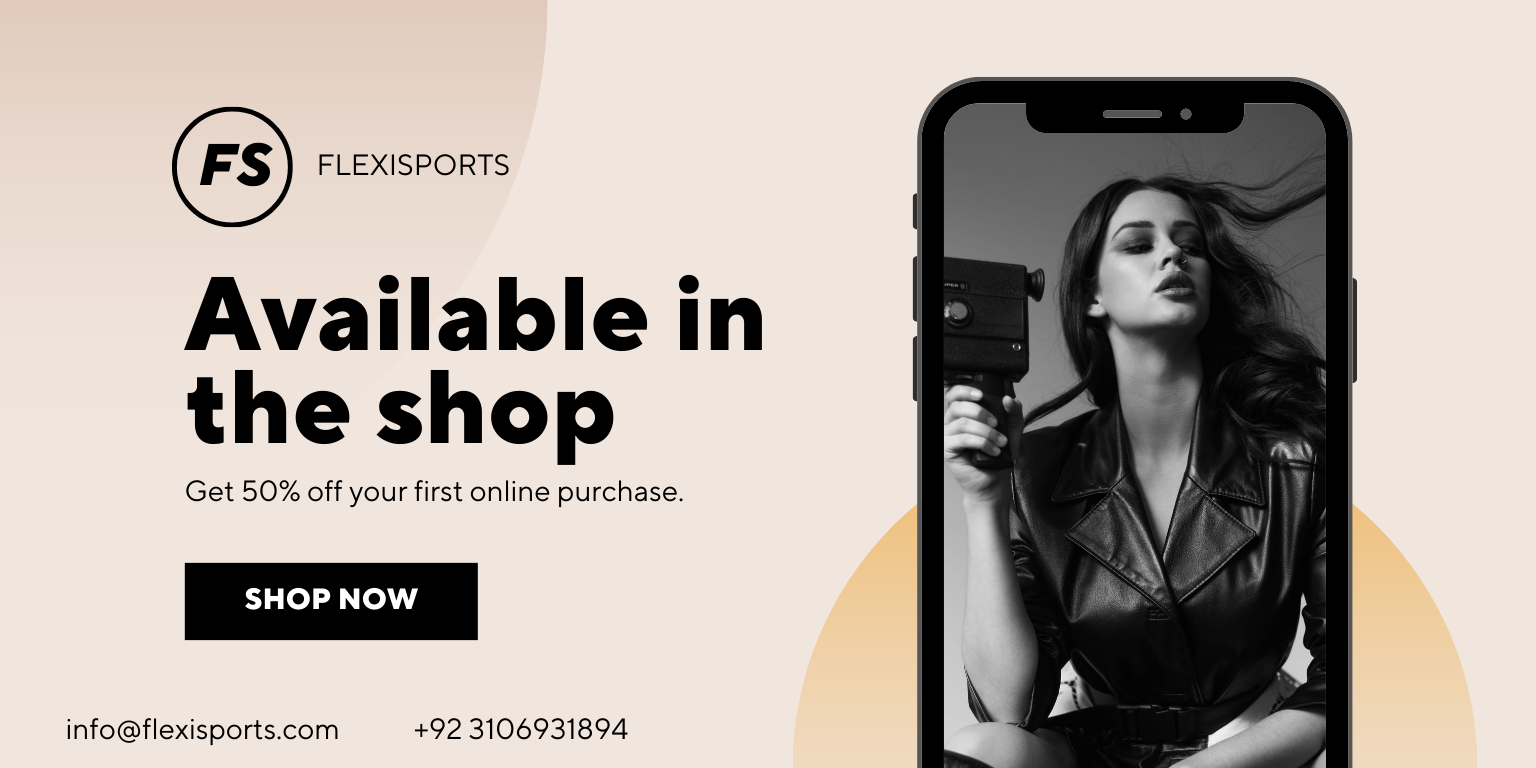 FS
FLEXISPORTS
Available in
the shop
Get 50% off your first online purchase.
SHOP NOW
info@flexisports.com
+92 3106931894